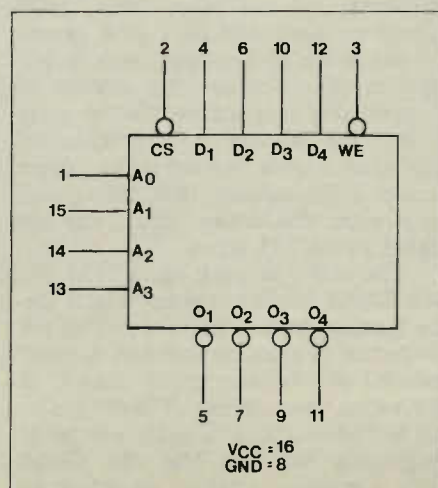 2 4 6 10 12 3
CS D1 D2 D3 D4 WE
1 A0
15 A1
14 A2
13 A3
O1 O2 O3 O4
5 7 9 11
VCC = 16
GND = 8